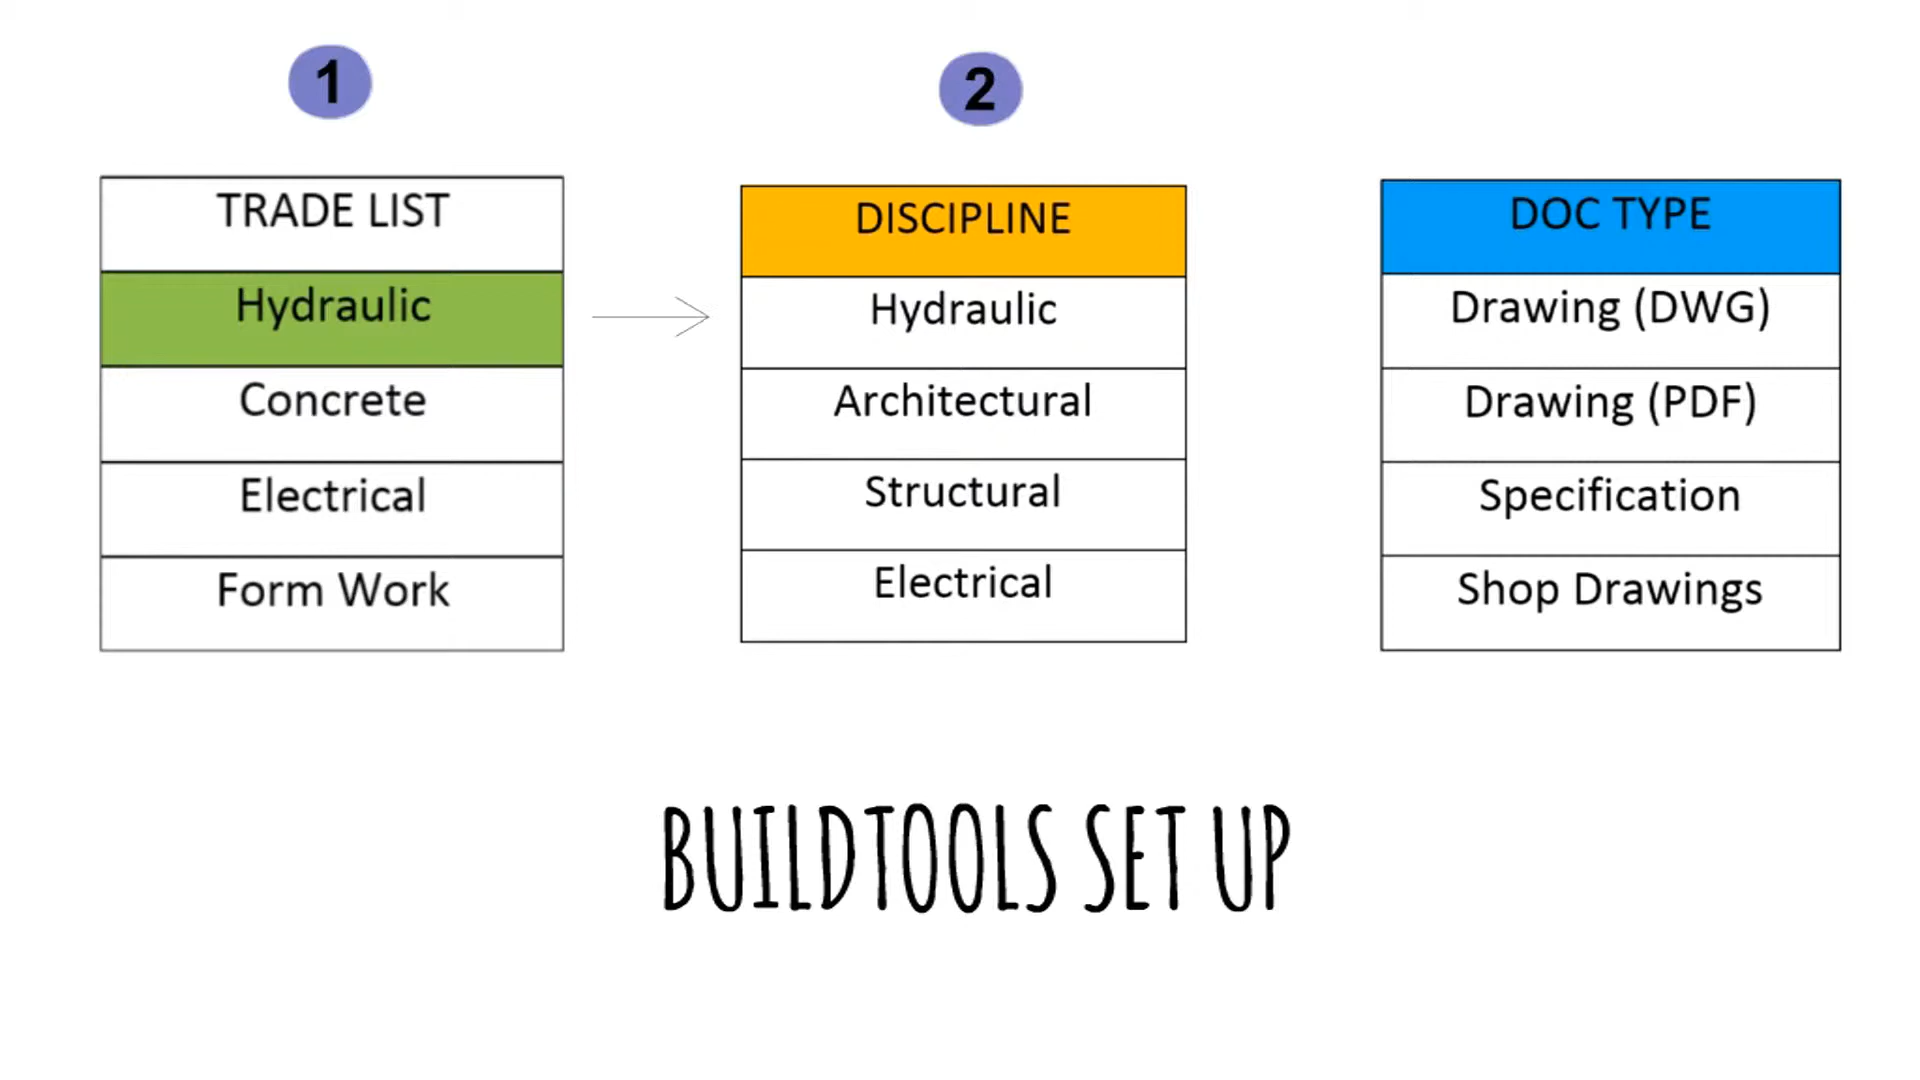 1
2
TRADE LIST
Hydraulic
Concrete
Electrical
Form Work
DISCIPLINE
Hydraulic
Architectural
Structural
Electrical
DOC TYPE
Drawing (DWG)
Drawing (PDF)
Specification
Shop Drawings
BUILDTOOLS SET UP